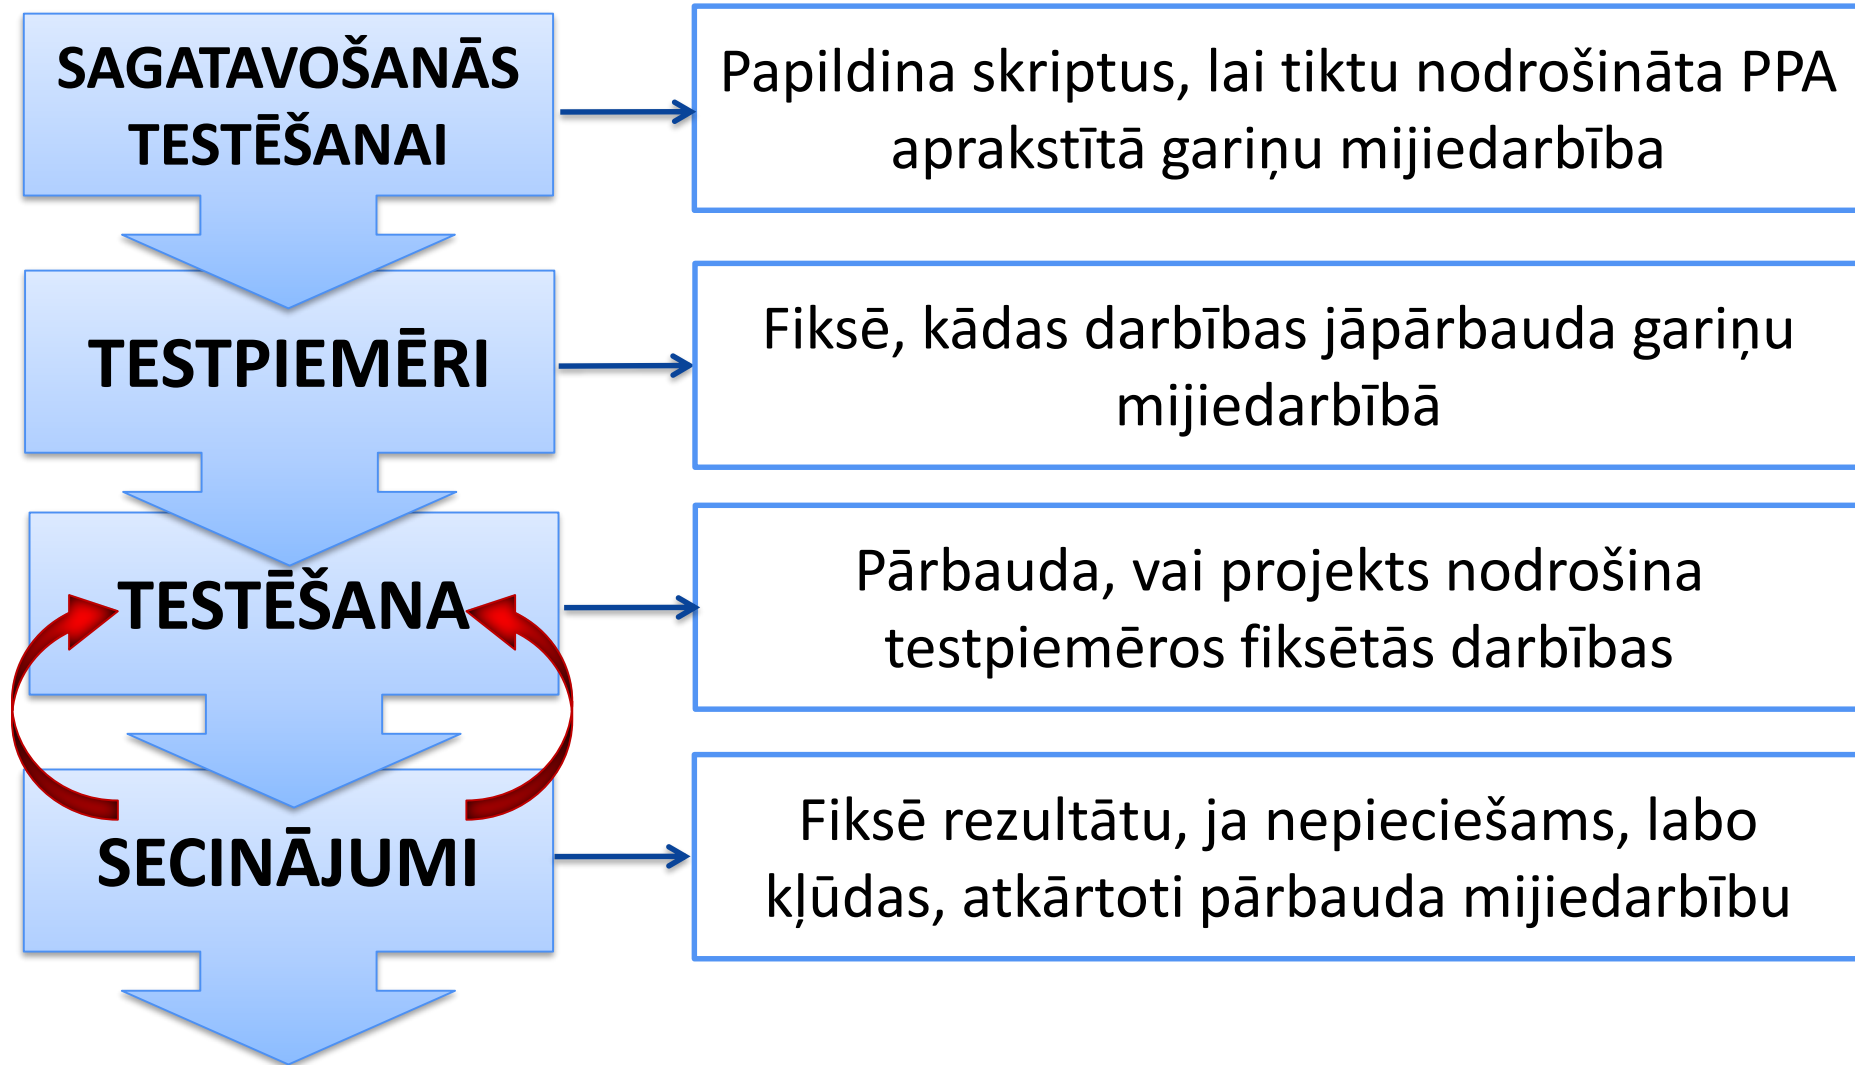 SAGATAVOŠANĀS
TESTĒŠANAI
Papildina skriptus, lai tiktu nodrošināta PPA
aprakstītā gariņu mijiedarbība
TESTPIEMĒRI
Fiksē, kādas darbības jāpārbauda gariņu
mijiedarbībā
TESTĒŠANA
Pārbauda, vai projekts nodrošina
testpiemēros fiksētās darbības
SECINĀJUMI
Fiksē rezultātu, ja nepieciešams, labo
kļūdas, atkārtoti pārbauda mijiedarbību